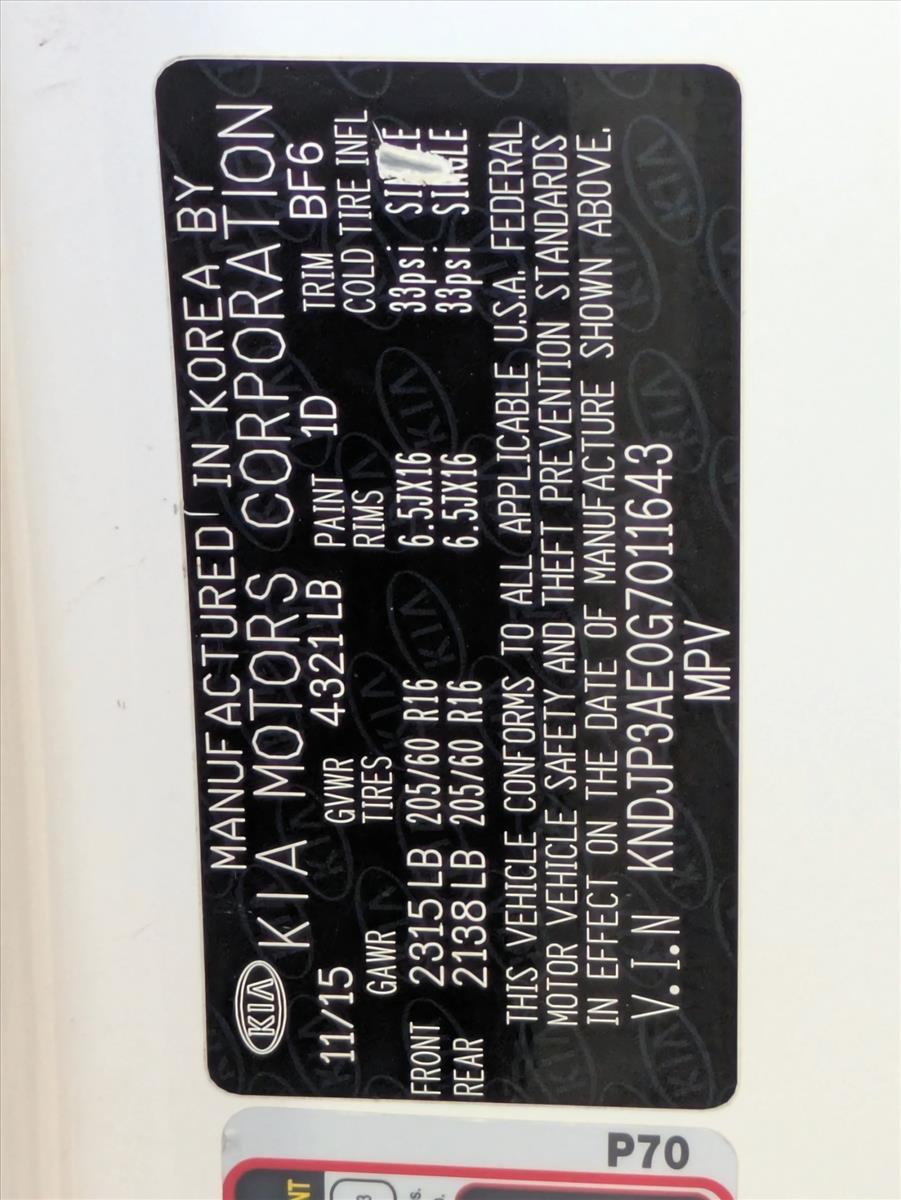 KIA
MANUFACTURED IN KOREA BY
KIA MOTORS CORPORATION
11/15 GVWR 4321LB PAINT 1D TRIM BF6
GAWR TIRES RIMS COLD TIRE INFL
FRONT 2315LB 205/60 R16 6.5JX16 33psi
REAR 2138LB 205/60 R16 6.5JX16 33psi SINGLE
THIS VEHICLE CONFORMS TO ALL APPLICABLE U.S.A. FEDERAL
MOTOR VEHICLE SAFETY AND THEFT PREVENTION STANDARDS
IN EFFECT ON THE DATE OF MANUFACTURE SHOWN ABOVE.
V.I.N KNDJP3AE0G7011643
MPV
P70